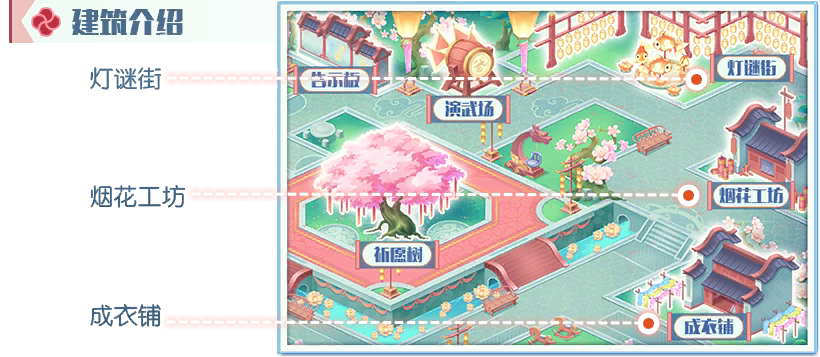 建筑介绍
灯谜街
烟花工坊
成衣铺
告示板
演武场
灯谜街
烟花工坊
祈愿树
成衣铺